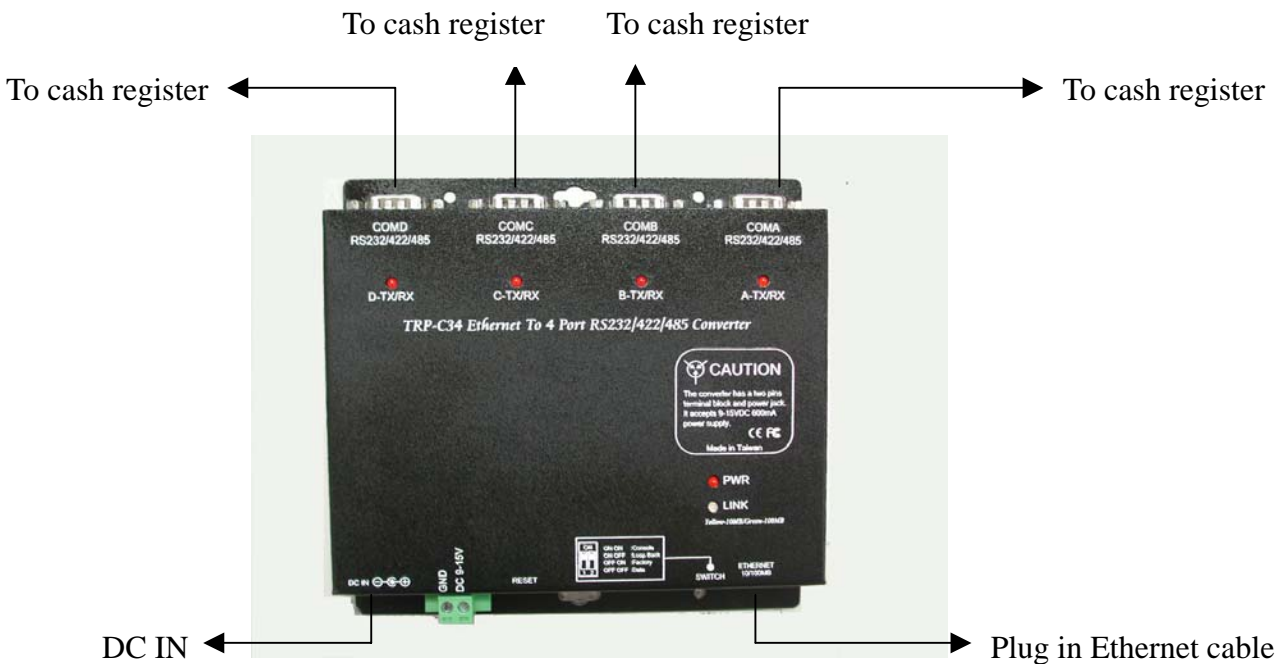 To cash register To cash register
To cash register To cash register
COMD COMC COMB COMA
RS232/422/485 RS232/422/485 RS232/422/485 RS232/422/485
D-TX/RX C-TX/RX B-TX/RX A-TX/RX
TRP-C34 Ethernet To 4 Port RS232/422/485 Converter
CAUTION
The converter has a two pins
terminal block and power jack.
It accepts 9-15VDC 600mA
power supply.
CE FC
Made in Taiwan
PWR
LINK
Yellow-10MB/Green-100MB
ON
ON ON :Console
ON OFF :Loop Back
OFF ON :Factory
OFF OFF :Data
1 2
SWITCH
ETHERNET
10/100MB
DC IN
GND
DC 9-15V
RESET
DC IN Plug in Ethernet cable